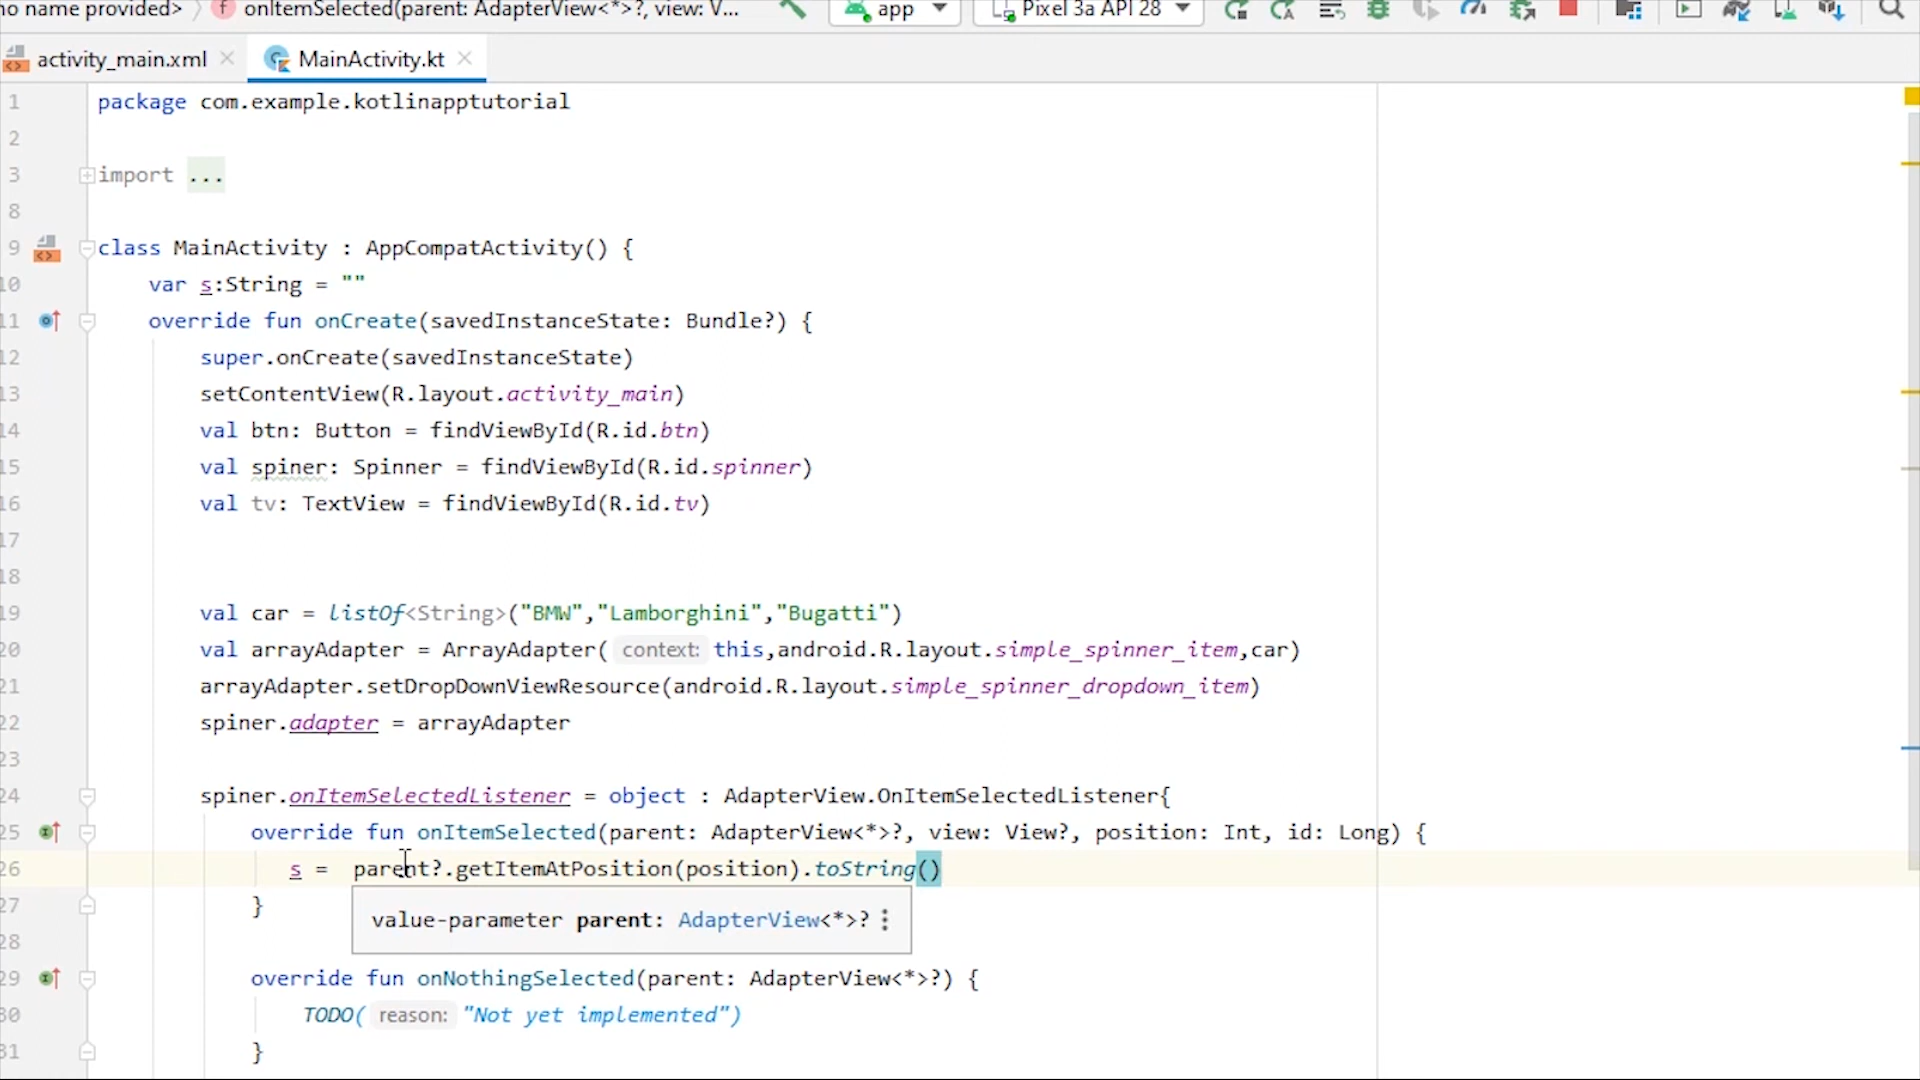 no name provided> onItemSelected(parent: AdapterView<*>?, view: V... app Pixel 3a API 28
activity_main.xml MainActivity.kt
1 package com.example.kotlinapptutorial
2
3 import ...
8
9 class MainActivity : AppCompatActivity() {
10 var s:String = ""
11 override fun onCreate(savedInstanceState: Bundle?) {
12 super.onCreate(savedInstanceState)
13 setContentView(R.layout.activity_main)
14 val btn: Button = findViewById(R.id.btn)
15 val spiner: Spinner = findViewById(R.id.spinner)
16 val tv: TextView = findViewById(R.id.tv)
17
18
19 val car = listOf<String>("BMW","Lamborghini","Bugatti")
20 val arrayAdapter = ArrayAdapter( context: this,android.R.layout.simple_spinner_item,car)
21 arrayAdapter.setDropDownViewResource(android.R.layout.simple_spinner_dropdown_item)
22 spiner.adapter = arrayAdapter
23
24 spiner.onItemSelectedListener = object : AdapterView.OnItemSelectedListener{
25 override fun onItemSelected(parent: AdapterView<*>?, view: View?, position: Int, id: Long) {
26 s = parent?.getItemAtPosition(position).toString()
27 }
value-parameter parent: AdapterView<*>?
28
29 override fun onNothingSelected(parent: AdapterView<*>?) {
30 TODO( reason: "Not yet implemented")
31 }